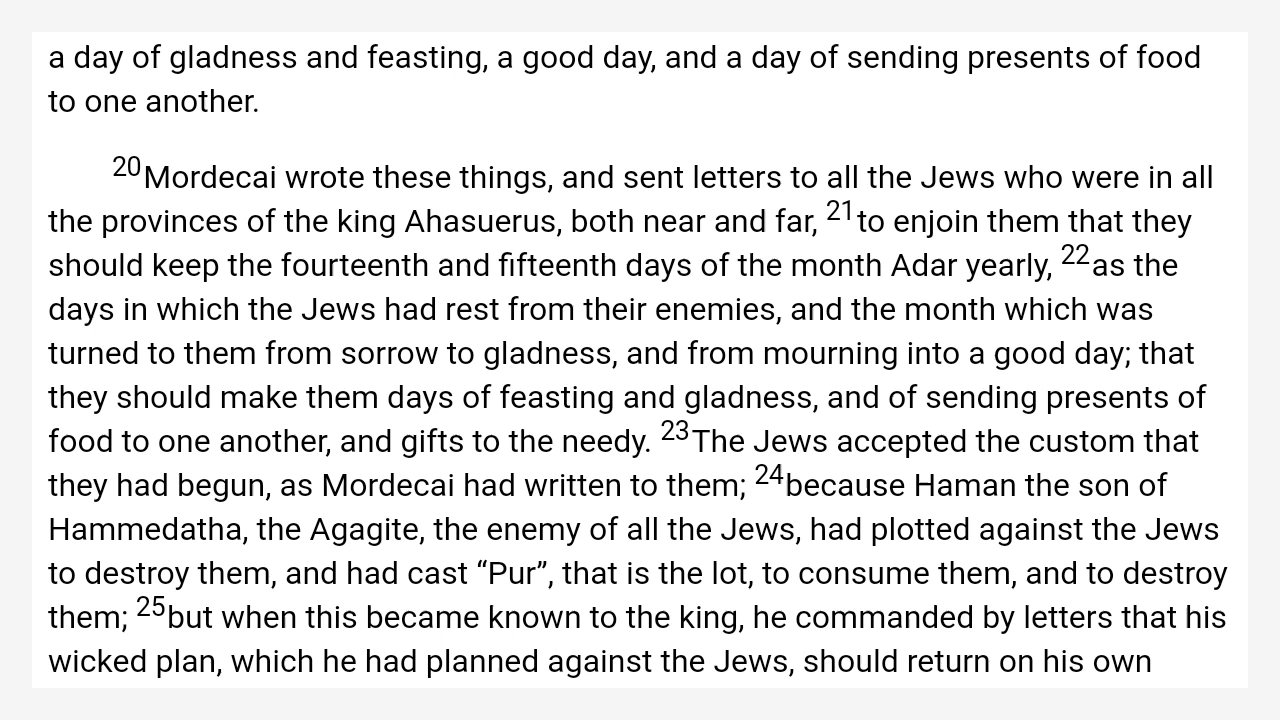 a day of gladness and feasting, a good day, and a day of sending presents of food
to one another.
20Mordecai wrote these things, and sent letters to all the Jews who were in all
the provinces of the king Ahasuerus, both near and far, 21to enjoin them that they
should keep the fourteenth and fifteenth days of the month Adar yearly, 22as the
days in which the Jews had rest from their enemies, and the month which was
turned to them from sorrow to gladness, and from mourning into a good day; that
they should make them days of feasting and gladness, and of sending presents of
food to one another, and gifts to the needy. 23The Jews accepted the custom that
they had begun, as Mordecai had written to them; 24because Haman the son of
Hammedatha, the Agagite, the enemy of all the Jews, had plotted against the Jews
to destroy them, and had cast “Pur”, that is the lot, to consume them, and to destroy
them; 25but when this became known to the king, he commanded by letters that his
wicked plan, which he had planned against the Jews, should return on his own